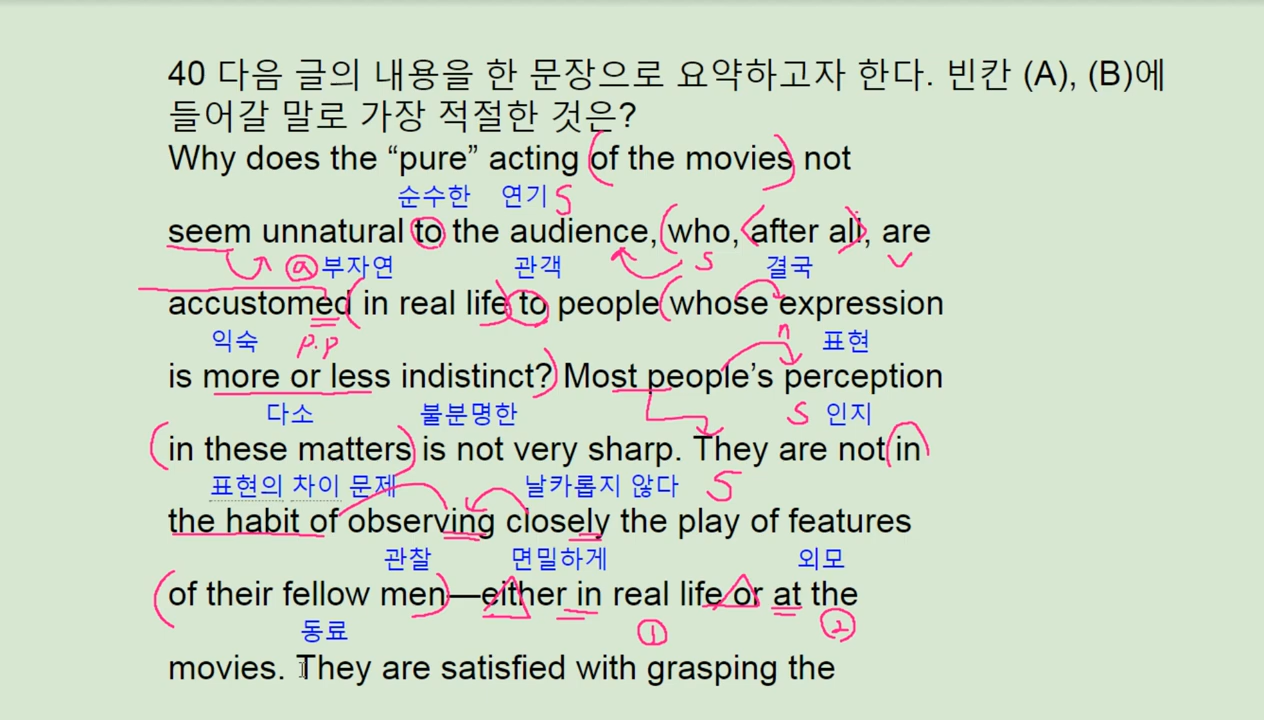 40 다음 글의 내용을 한 문장으로 요약하고자 한다. 빈칸 (A), (B)에
들어갈 말로 가장 적절한 것은?
Why does the “pure” acting of the movies not
순수한 연기 S
seem unnatural to the audience, who, after all, are
ⓐ 부자연 관객 S 결국 v
accustomed in real life to people whose expression
익숙 p.p n 표현
is more or less indistinct? Most people’s perception
다소 불분명한 S 인지
in these matters is not very sharp. They are not in
표현의 차이 문제 날카롭지 않다 S
the habit of observing closely the play of features
관찰 면밀하게 외모
of their fellow men—either in real life or at the
동료 ① ②
movies. They are satisfied with grasping the